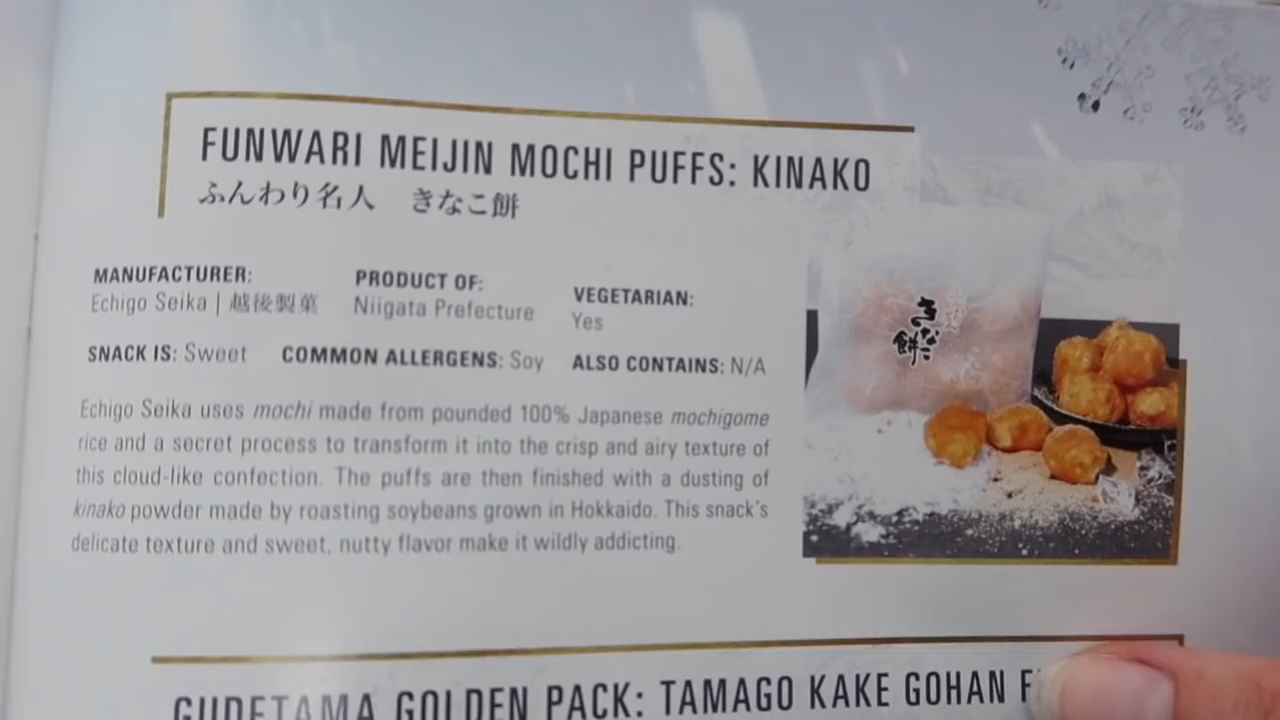 FUNWARI MEIJIN MOCHI PUFFS: KINAKO
ふんわり名人 きなこ餅
MANUFACTURER:
Echigo Seika | 越後製菓
PRODUCT OF:
Niigata Prefecture
VEGETARIAN:
Yes
SNACK IS: Sweet
COMMON ALLERGENS: Soy
ALSO CONTAINS: N/A
Echigo Seika uses mochi made from pounded 100% Japanese mochigome
rice and a secret process to transform it into the crisp and airy texture of
this cloud-like confection. The puffs are then finished with a dusting of
kinako powder made by roasting soybeans grown in Hokkaido. This snack's
delicate texture and sweet, nutty flavor make it wildly addicting.
きなこ餅
GUDETAMA GOLDEN PACK: TAMAGO KAKE GOHAN